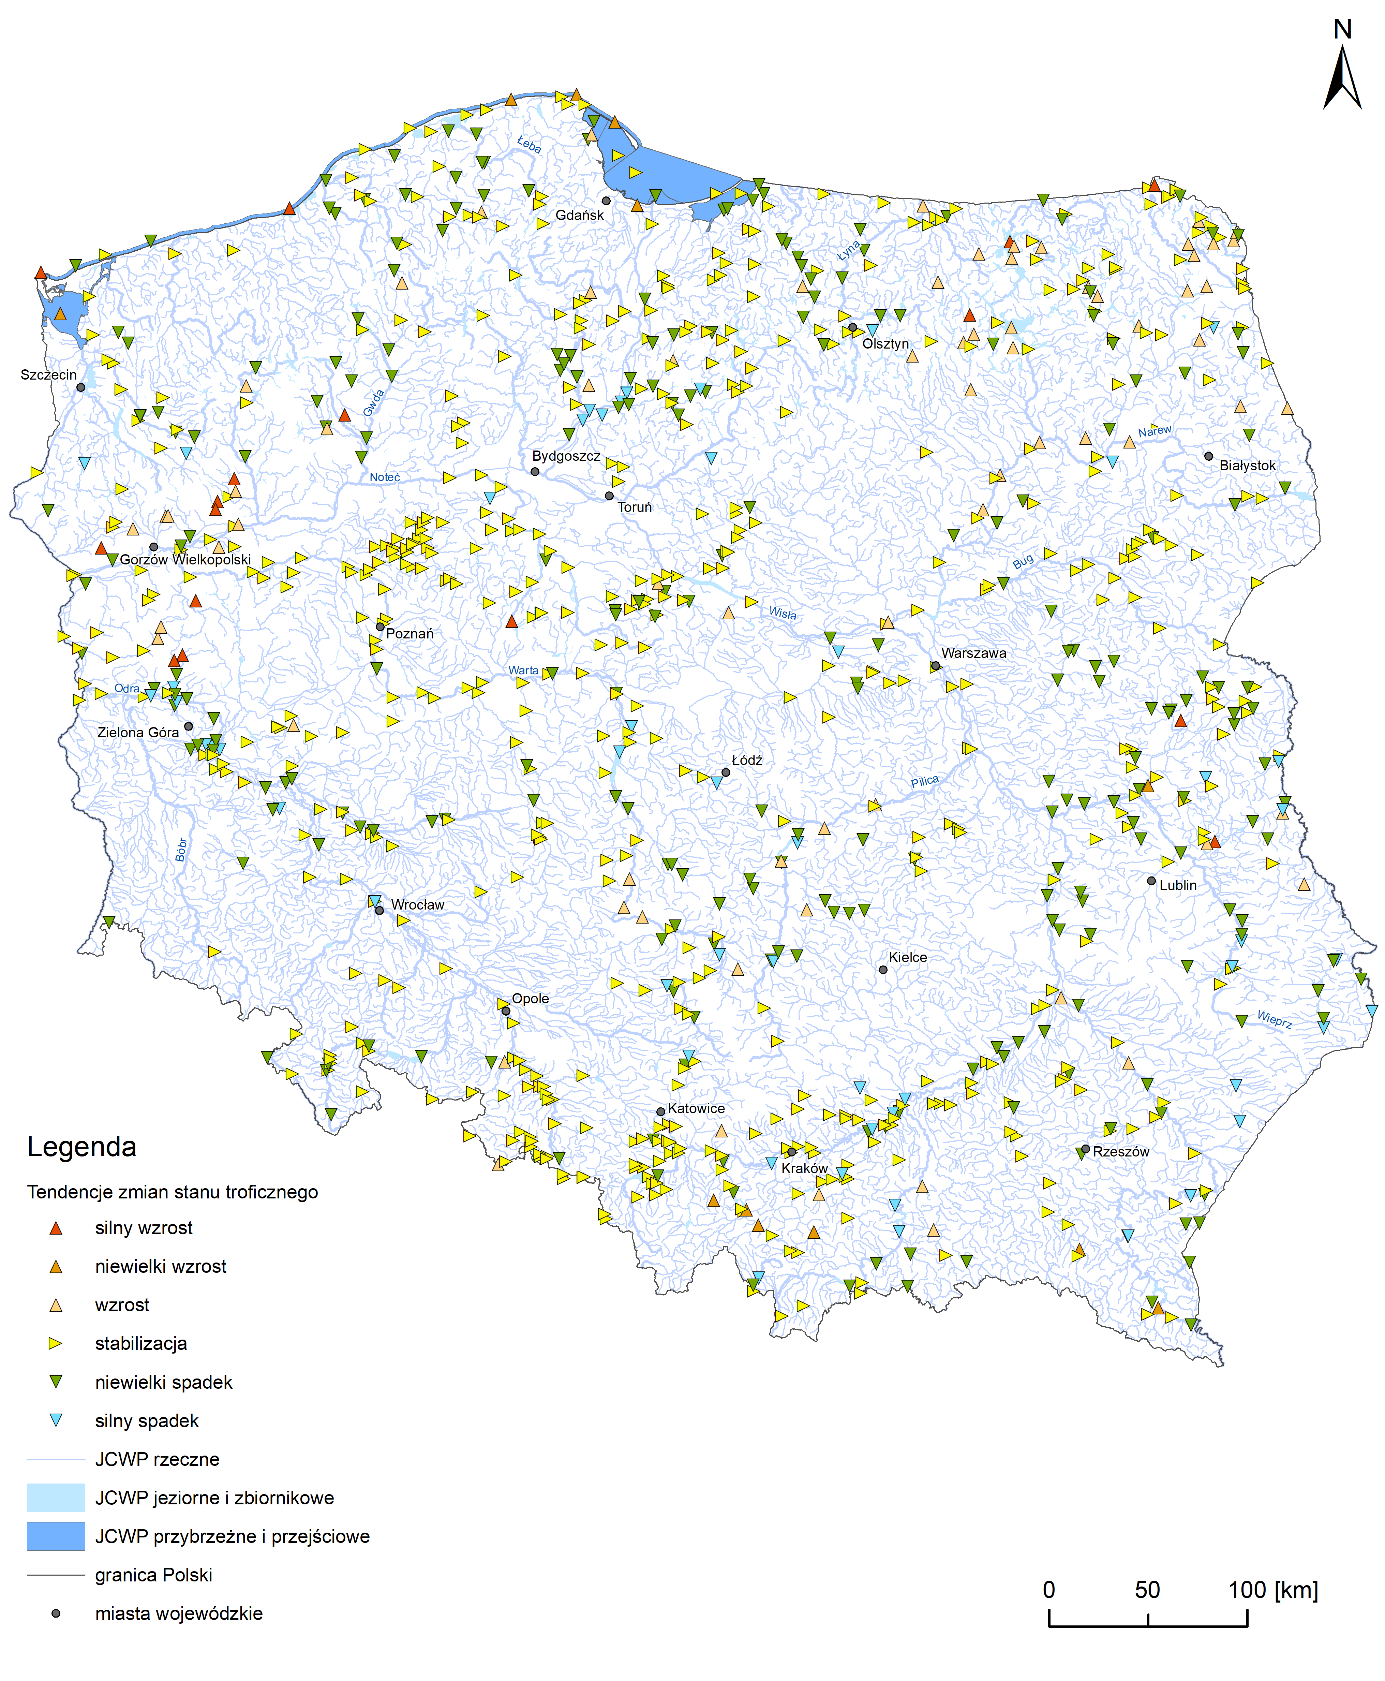 N
Łeba
Gdańsk
Łyna
Olsztyn
Szczecin
Gwda
Bydgoszcz
Narew
Białystok
Noteć
Toruń
Gorzów Wielkopolski
Bug
Wisła
Poznań
Warszawa
Warta
Odra
Zielona Góra
Łódź
Pilica
Bóbr
Lublin
Wrocław
Kielce
Opole
Wieprz
Katowice
Kraków
Rzeszów
Legenda
Tendencje zmian stanu troficznego
silny wzrost
niewielki wzrost
wzrost
stabilizacja
niewielki spadek
silny spadek
JCWP rzeczne
JCWP jeziorne i zbiornikowe
JCWP przybrzeżne i przejściowe
granica Polski
miasta wojewódzkie
0 50 100 [km]